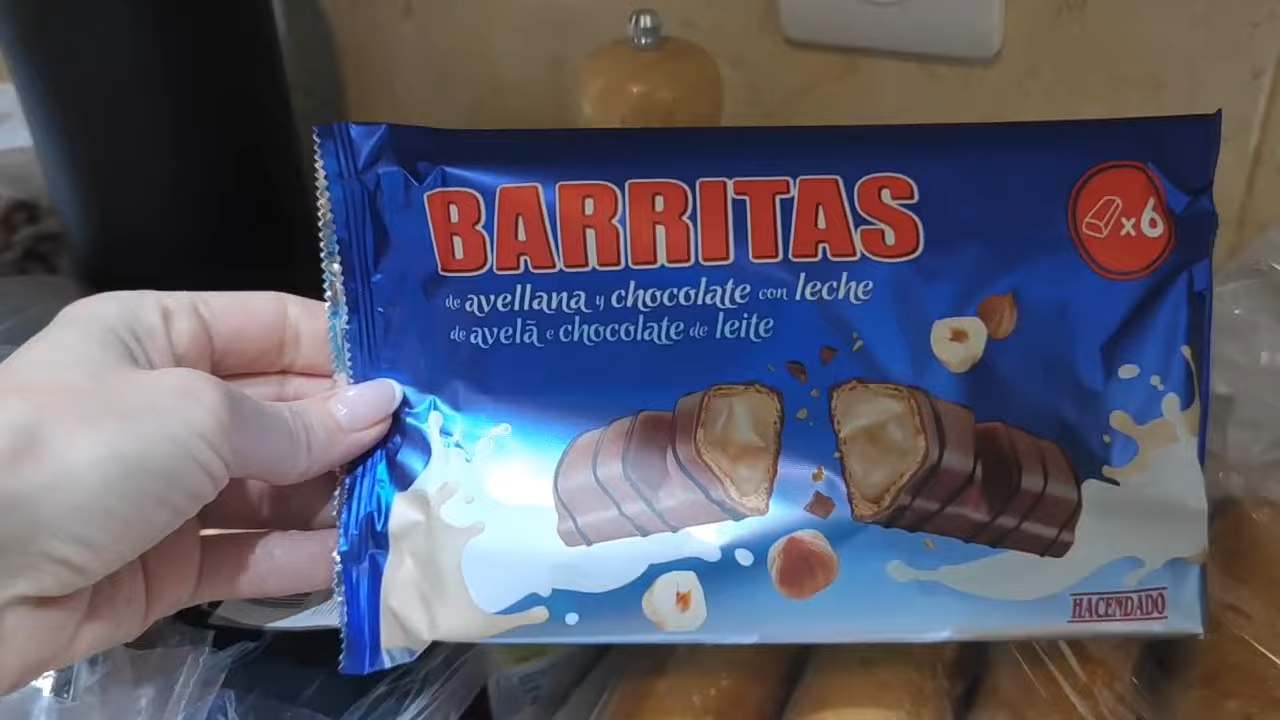 BARRITAS
x6
de avellana y chocolate con leche
de avelã e chocolate de leite
HACENDADO